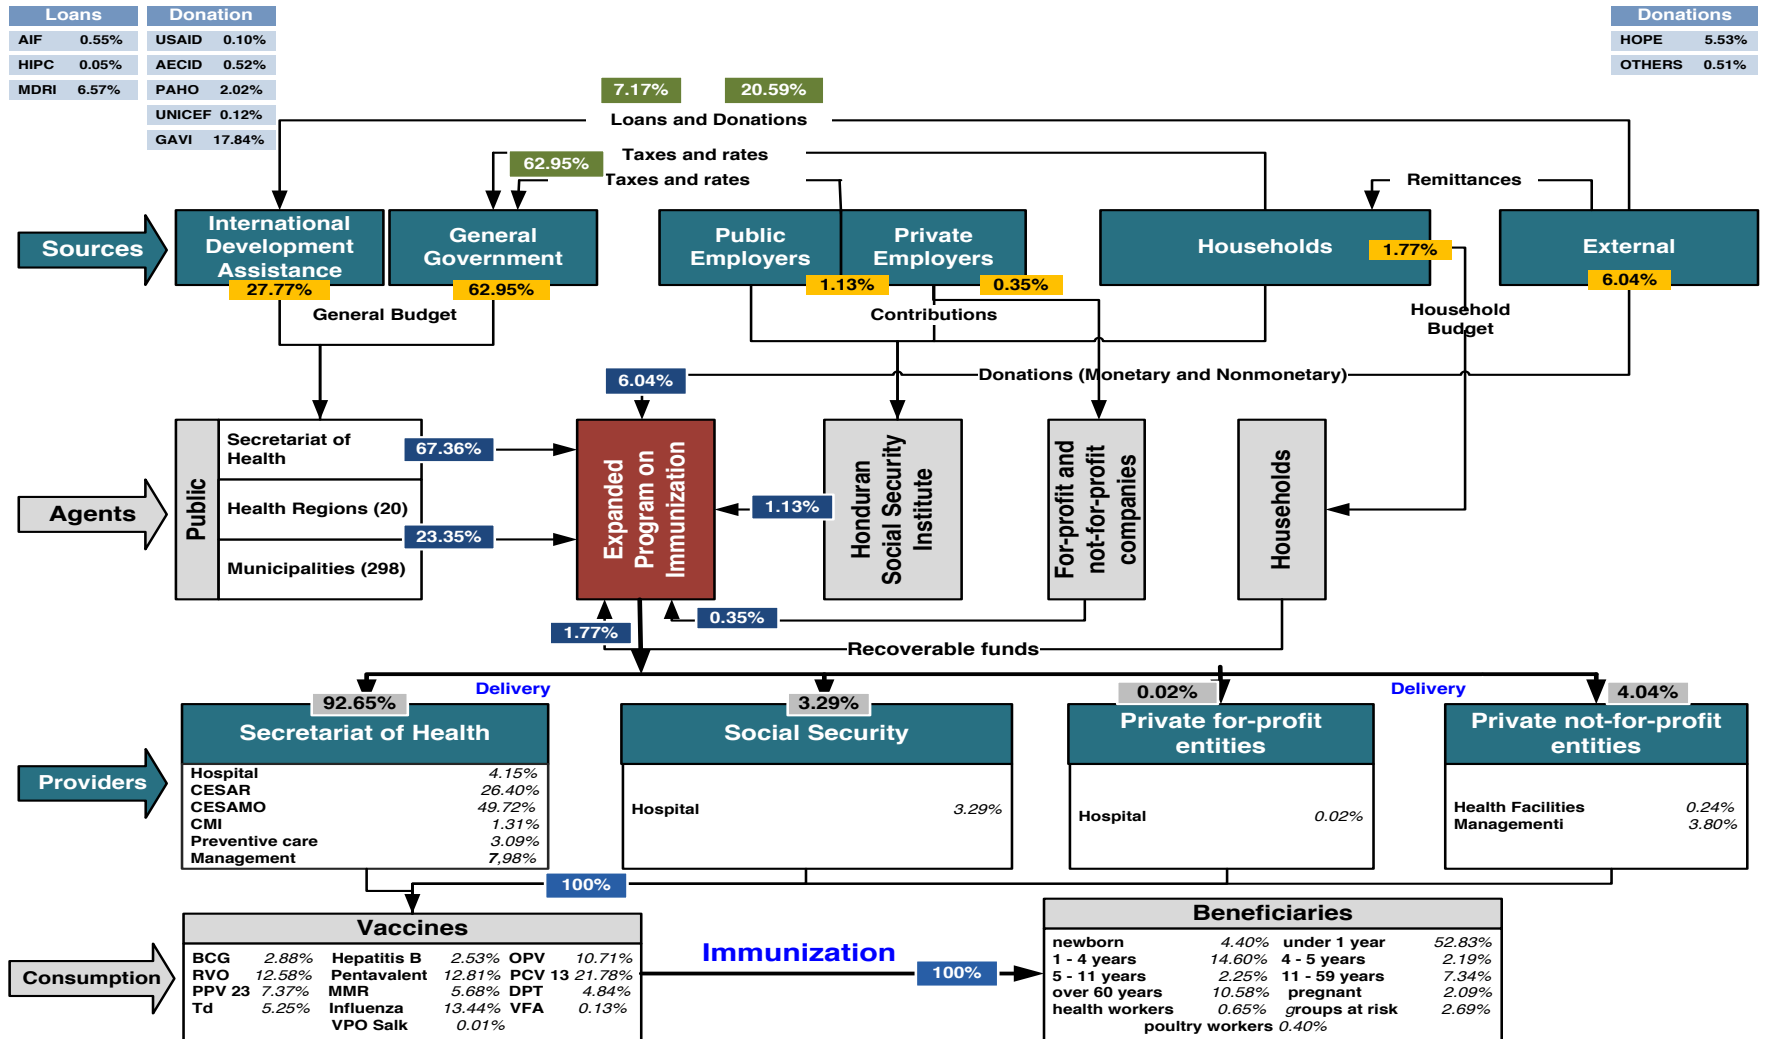 Loans
AIF 0.55%
HIPC 0.05%
MDRI 6.57%
Donation
USAID 0.10%
AECID 0.52%
PAHO 2.02%
UNICEF 0.12%
GAVI 17.84%
Donations
HOPE 5.53%
OTHERS 0.51%
7.17% 20.59%
Loans and Donations
62.95% Taxes and rates
Taxes and rates
Remittances
Sources
International
Development
Assistance
27.77%
General
Government
62.95%
Public
Employers
1.13%
Private
Employers
0.35%
Households
1.77%
External
6.04%
General Budget
Contributions
Household
Budget
6.04%
Donations (Monetary and Nonmonetary)
Agents
Public
Secretariat of
Health
67.36%
Health Regions (20)
23.35%
Municipalities (298)
Expanded
Program on
Immunization
1.13%
Honduran
Social Security
Institute
For-profit and
not-for-profit
companies
Households
0.35%
1.77%
Recoverable funds
Delivery
Delivery
Providers
92.65%
Secretariat of Health
Hospital 4.15%
CESAR 26.40%
CESAMO 49.72%
CMI 1.31%
Preventive care 3.09%
Management 7,98%
3.29%
Social Security
Hospital 3.29%
0.02%
Private for-profit
entities
Hospital 0.02%
4.04%
Private not-for-profit
entities
Health Facilities 0.24%
Managementi 3.80%
100%
Consumption
Vaccines
BCG 2.88% Hepatitis B 2.53% OPV 10.71%
RVO 12.58% Pentavalent 12.81% PCV 13 21.78%
PPV 23 7.37% MMR 5.68% DPT 4.84%
Td 5.25% Influenza 13.44% VFA 0.13%
VPO Salk 0.01%
Immunization
100%
Beneficiaries
newborn 4.40% under 1 year 52.83%
1 - 4 years 14.60% 4 - 5 years 2.19%
5 - 11 years 2.25% 11 - 59 years 7.34%
over 60 years 10.58% pregnant 2.09%
health workers 0.65% groups at risk 2.69%
poultry workers 0.40%